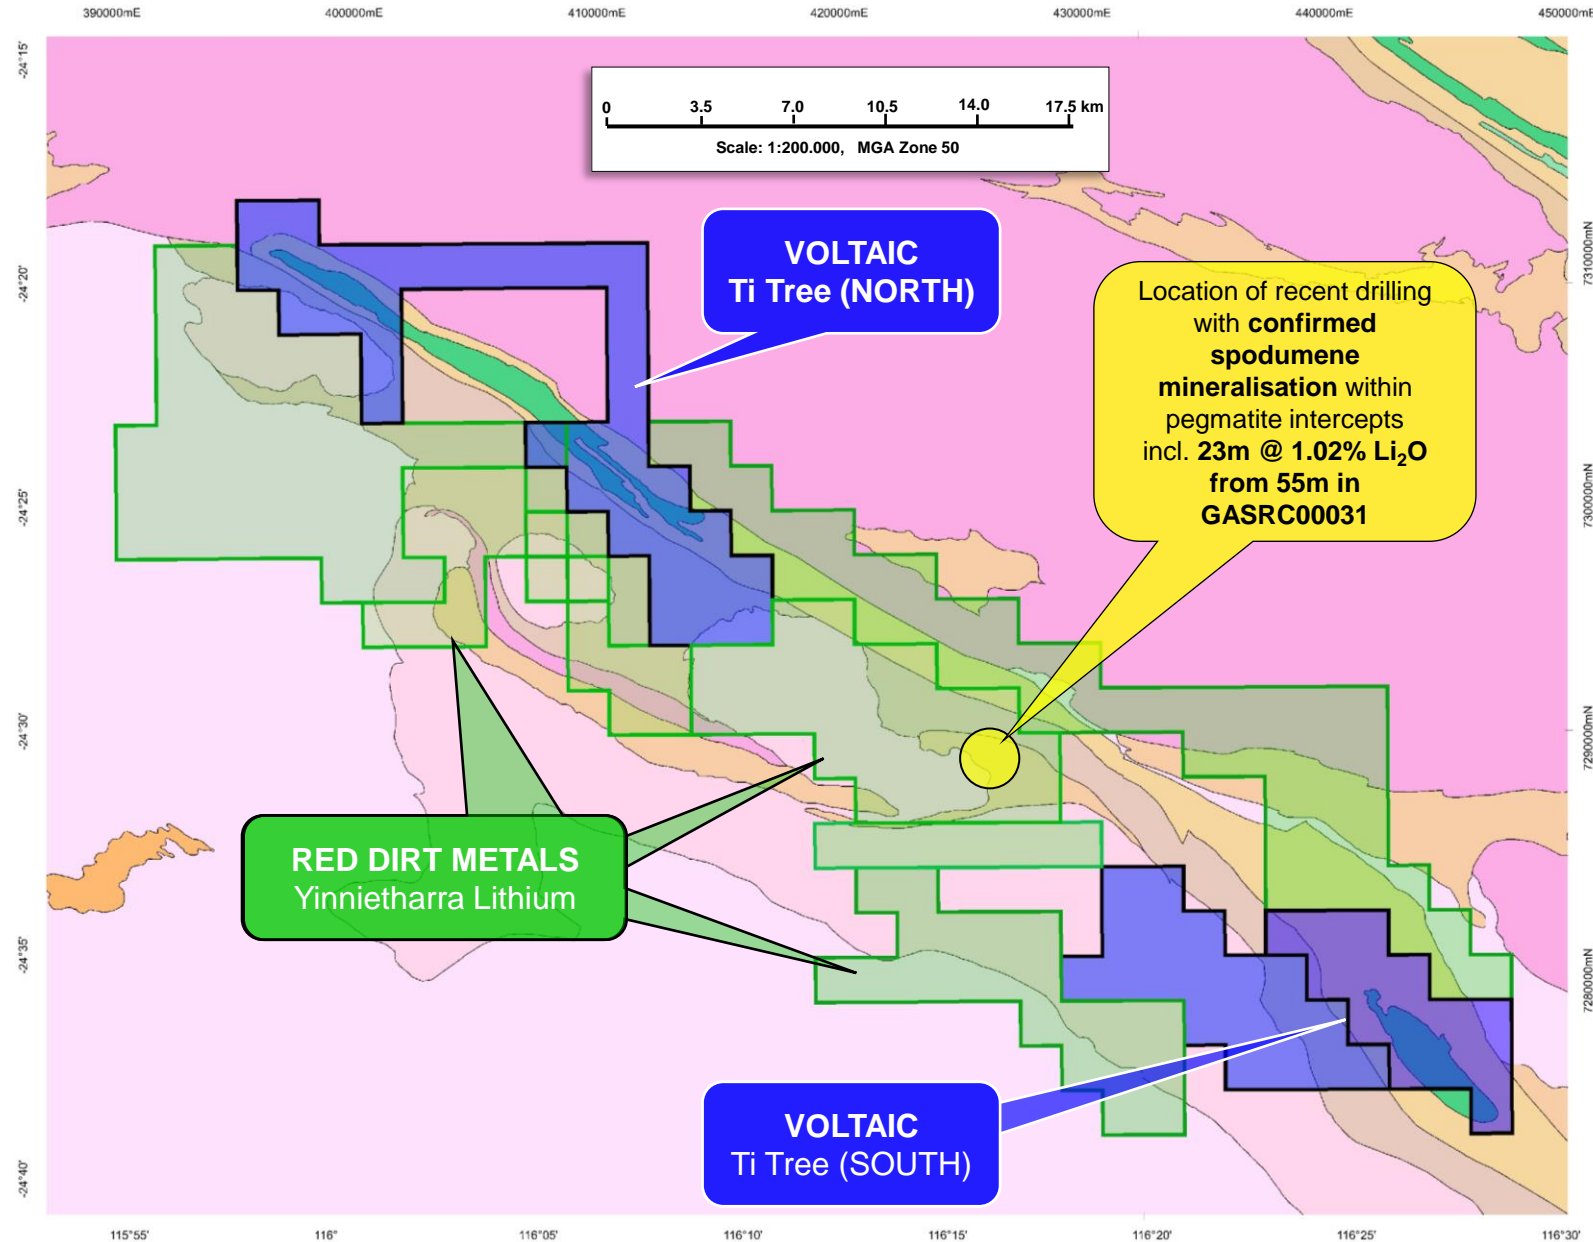 390000mE
400000mE
410000mE
420000mE
430000mE
440000mE
450000mE
-24°15'
-24°20'
-24°25'
-24°30'
-24°35'
-24°40'
0
3.5
7.0
10.5
14.0
17.5 km
Scale: 1:200.000, MGA Zone 50
VOLTAIC
Ti Tree (NORTH)
Location of recent drilling
with confirmed
spodumene
mineralisation within
pegmatite intercepts
incl. 23m @ 1.02% Li₂O
from 55m in
GASRC00031
RED DIRT METALS
Yinnietharra Lithium
VOLTAIC
Ti Tree (SOUTH)
7310000mN
7300000mN
7290000mN
7280000mN
115°55'
116°
116°05'
116°10'
116°15'
116°20'
116°25'
116°30'